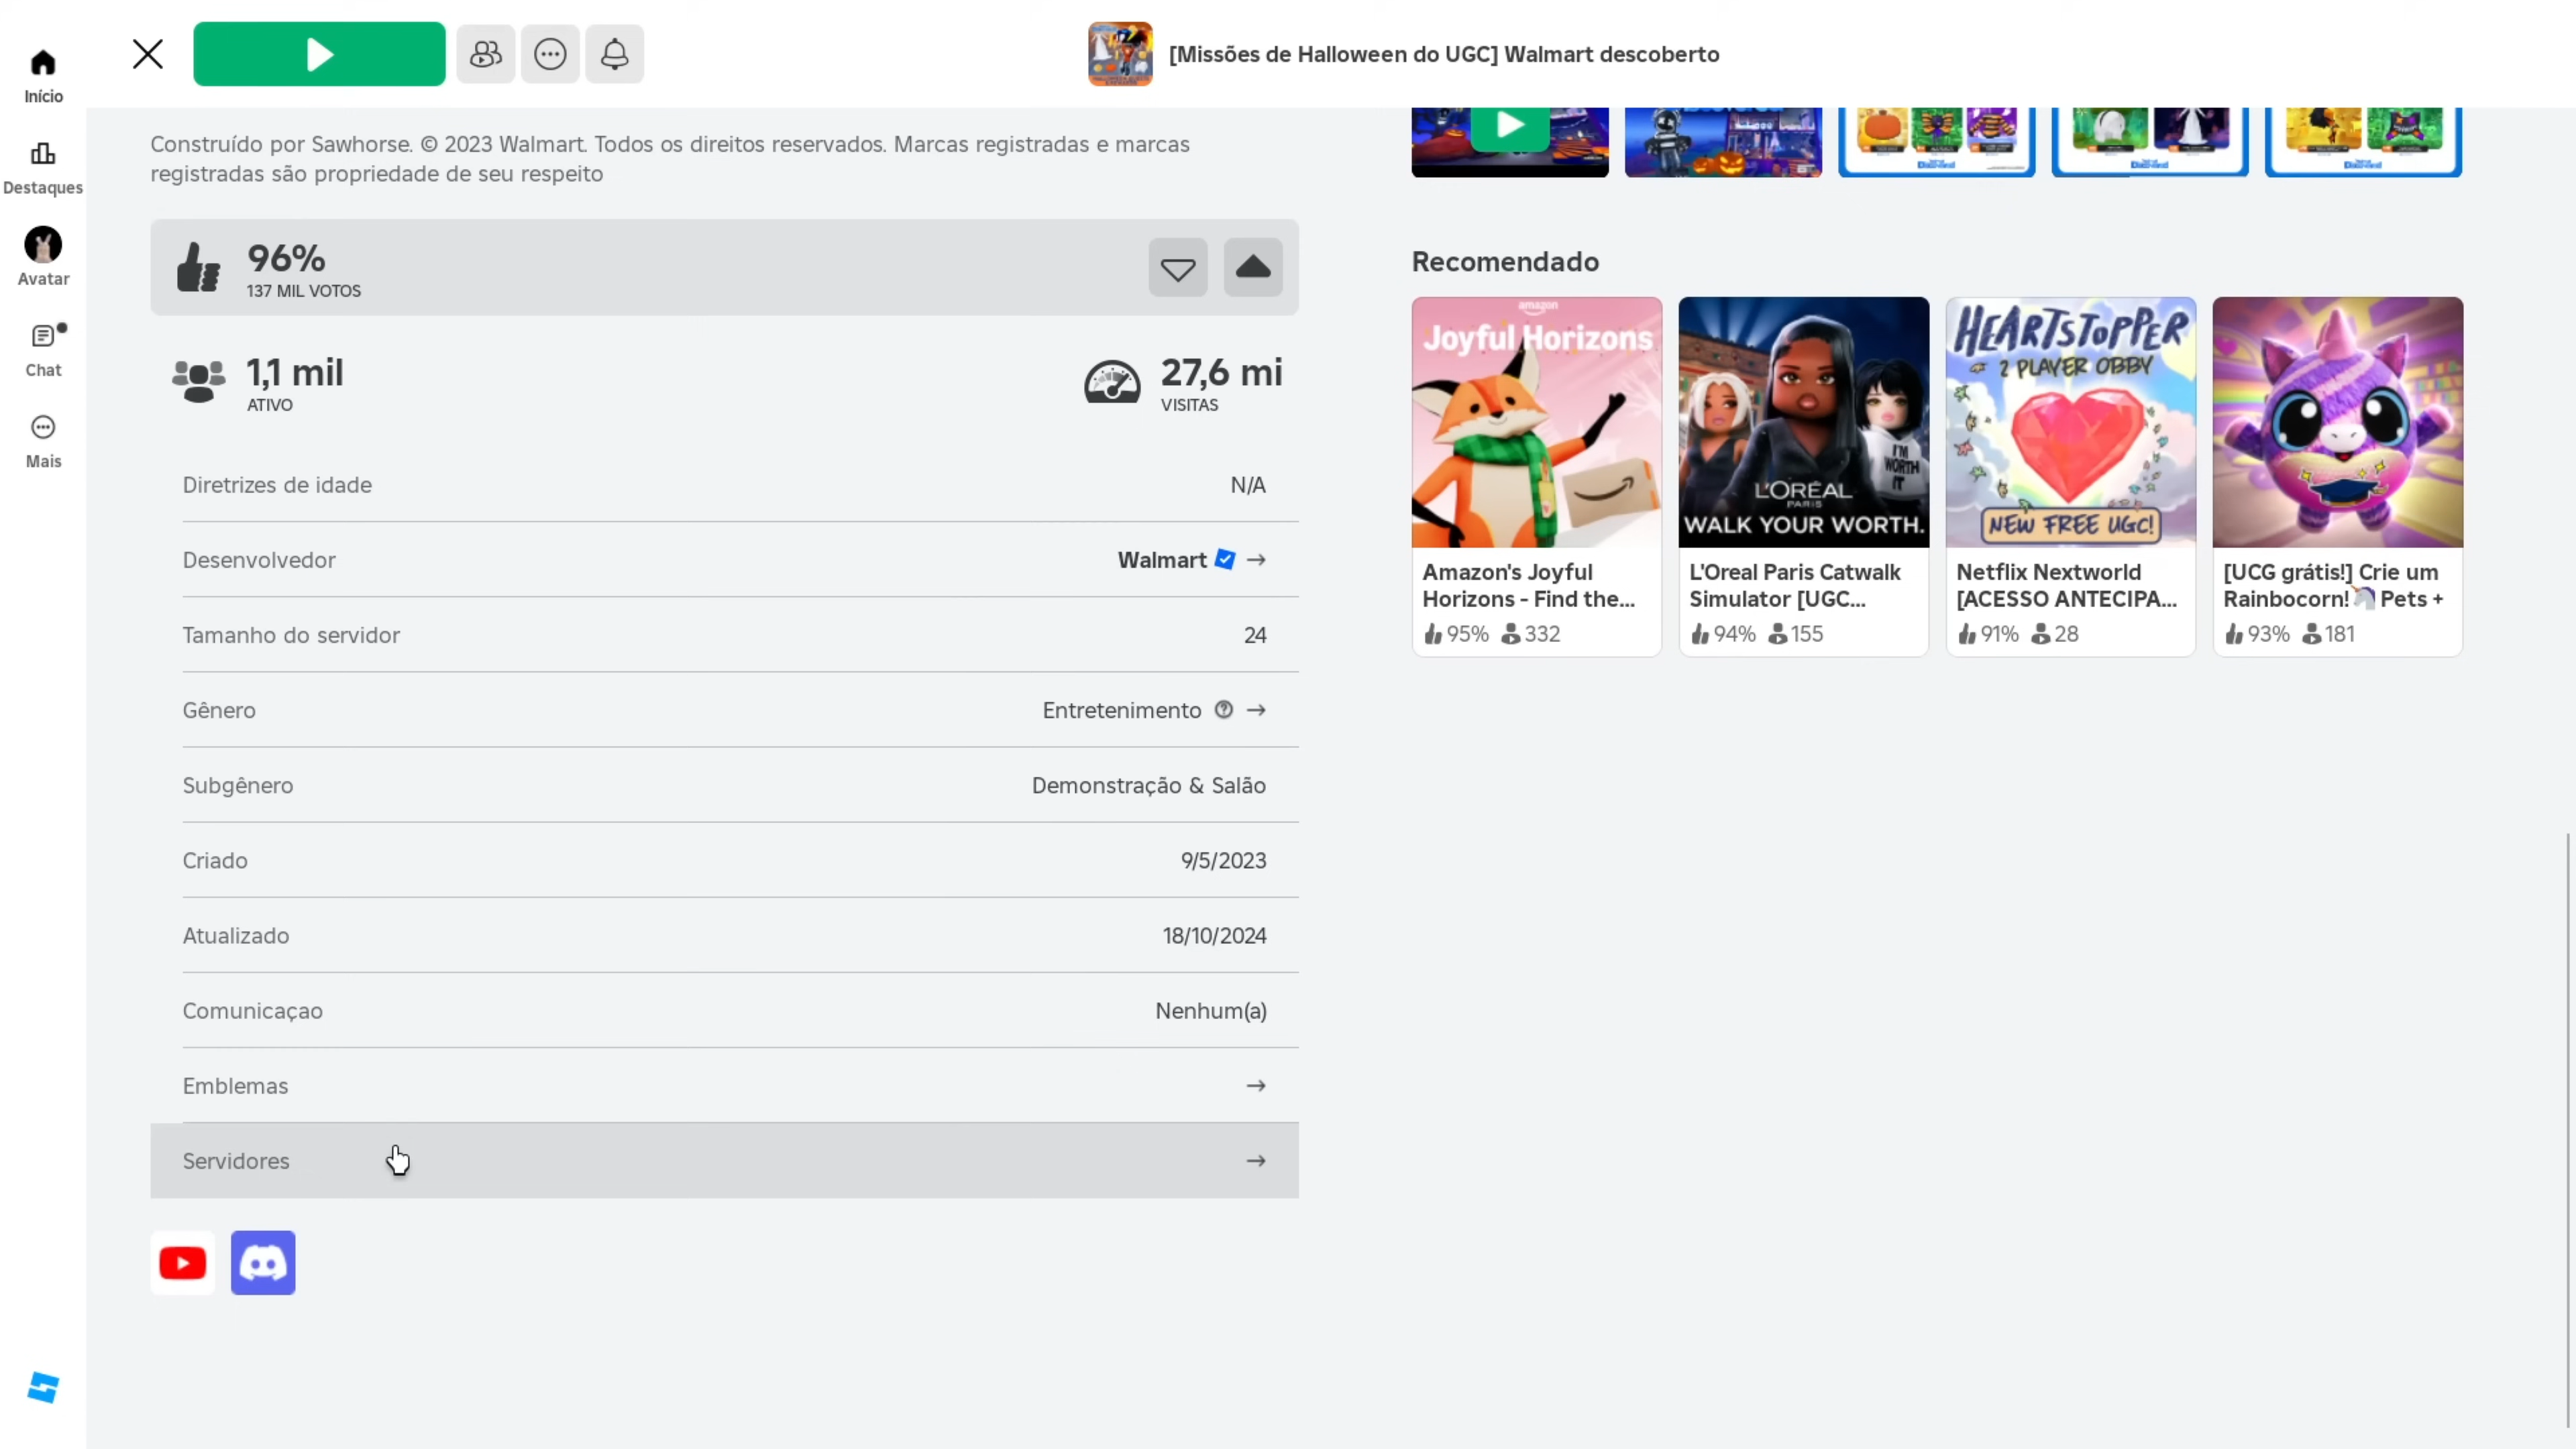 [Missões de Halloween do UGC] Walmart descoberto
Início
Destaques
Avatar
Chat
Mais
Construído por Sawhorse. © 2023 Walmart. Todos os direitos reservados. Marcas registradas e marcas
registradas são propriedade de seu respeito
96%
137 MIL VOTOS
1,1 mil
ATIVO
27,6 mi
VISITAS
Diretrizes de idade N/A
Desenvolvedor Walmart
Tamanho do servidor 24
Gênero Entretenimento
Subgênero Demonstração & Salão
Criado 9/5/2023
Atualizado 18/10/2024
Comunicaçao Nenhum(a)
Emblemas
Servidores
Recomendado
amazon
Joyful Horizons
Amazon's Joyful
Horizons - Find the...
95% 332
I'M
WORTH
IT
L'ORÉAL
PARIS
WALK YOUR WORTH.
L'Oreal Paris Catwalk
Simulator [UGC...
94% 155
HEARTSTOPPER
2 PLAYER OBBY
NEW FREE UGC!
Netflix Nextworld
[ACESSO ANTECIPA...
91% 28
[UCG grátis!] Crie um
Rainbocorn!🦄 Pets +
93% 181